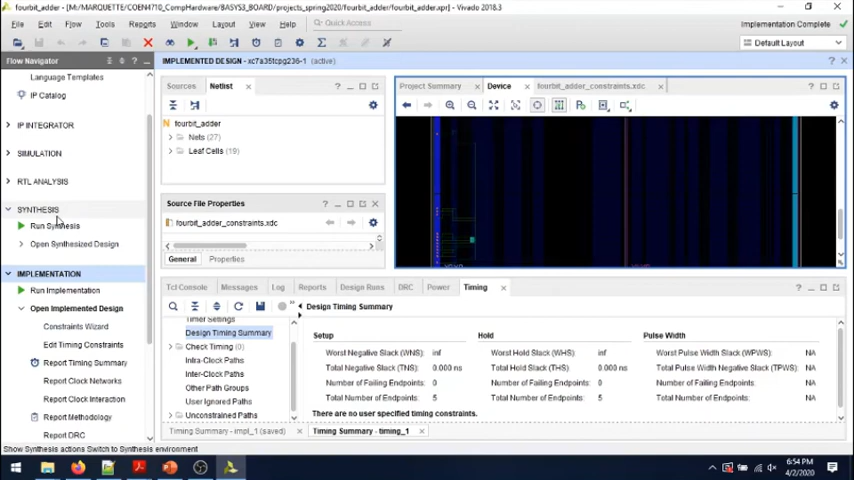 fourbit_adder - [M:/MARQUETTE/COEN4710_CompHardware/BASYS3_BOARD/projects_spring2020/fourbit_adder/fourbit_adder.xpr] - Vivado 2018.3
File Edit Flow Tools Reports Window Layout View Help Quick Access Implementation Complete
Default Layout
Flow Navigator
IMPLEMENTED DESIGN - xc7a35tcpg236-1 (active)
Language Templates
IP Catalog
IP INTEGRATOR
SIMULATION
RTL ANALYSIS
SYNTHESIS
Run Synthesis
Open Synthesized Design
IMPLEMENTATION
Run Implementation
Open Implemented Design
Constraints Wizard
Edit Timing Constraints
Report Timing Summary
Report Clock Networks
Report Clock Interaction
Report Methodology
Report DRC
Sources Netlist
fourbit_adder
Nets (27)
Leaf Cells (19)
Source File Properties
fourbit_adder_constraints.xdc
General Properties
Project Summary Device fourbit_adder_constraints.xdc
Tcl Console Messages Log Reports Design Runs DRC Power Timing
Design Timing Summary
Timer Settings
Design Timing Summary
Check Timing (0)
Intra-Clock Paths
Inter-Clock Paths
Other Path Groups
User Ignored Paths
Unconstrained Paths
Setup Hold Pulse Width
Worst Negative Slack (WNS): inf Worst Hold Slack (WHS): inf Worst Pulse Width Slack (WPWS): NA
Total Negative Slack (TNS): 0.000 ns Total Hold Slack (THS): 0.000 ns Total Pulse Width Negative Slack (TPWS): NA
Number of Failing Endpoints: 0 Number of Failing Endpoints: 0 Number of Failing Endpoints: NA
Total Number of Endpoints: 5 Total Number of Endpoints: 5 Total Number of Endpoints: NA
There are no user specified timing constraints.
Timing Summary - impl_1 (saved) Timing Summary - timing_1
Show Synthesis actions Switch to Synthesis environment
6:54 PM
4/2/2020